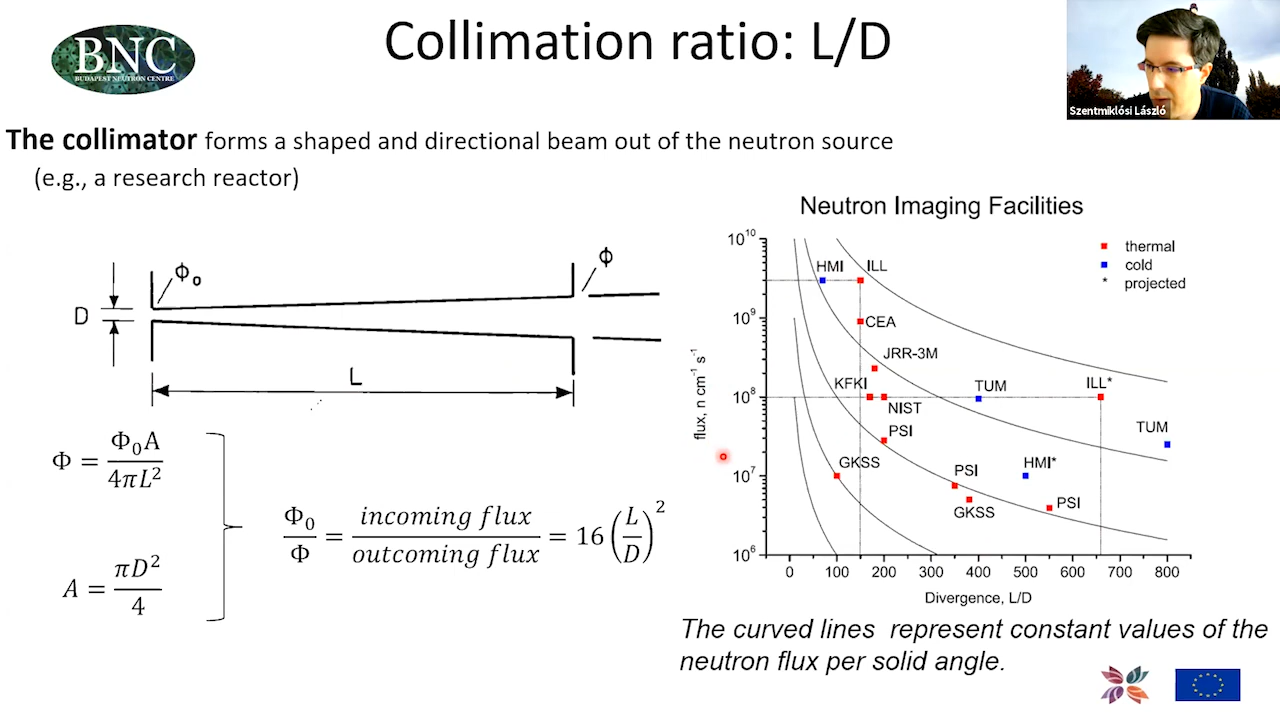 BNC
BUDAPEST NEUTRON CENTRE
Collimation ratio: L/D
Szentmiklósi László
The collimator forms a shaped and directional beam out of the neutron source
(e.g., a research reactor)
D
Φ₀
Φ
L
Φ = Φ₀A / 4πL²
A = πD² / 4
Φ₀ / Φ = incoming flux / outcoming flux = 16 (L / D)²
Neutron Imaging Facilities
thermal
cold
* projected
flux, n cm⁻¹ s⁻¹
10¹⁰
10⁹
10⁸
10⁷
10⁶
HMI
ILL
CEA
JRR-3M
KFKI
NIST
TUM
ILL*
TUM
PSI
GKSS
PSI
HMI*
GKSS
PSI
0 100 200 300 400 500 600 700 800
Divergence, L/D
The curved lines represent constant values of the
neutron flux per solid angle.